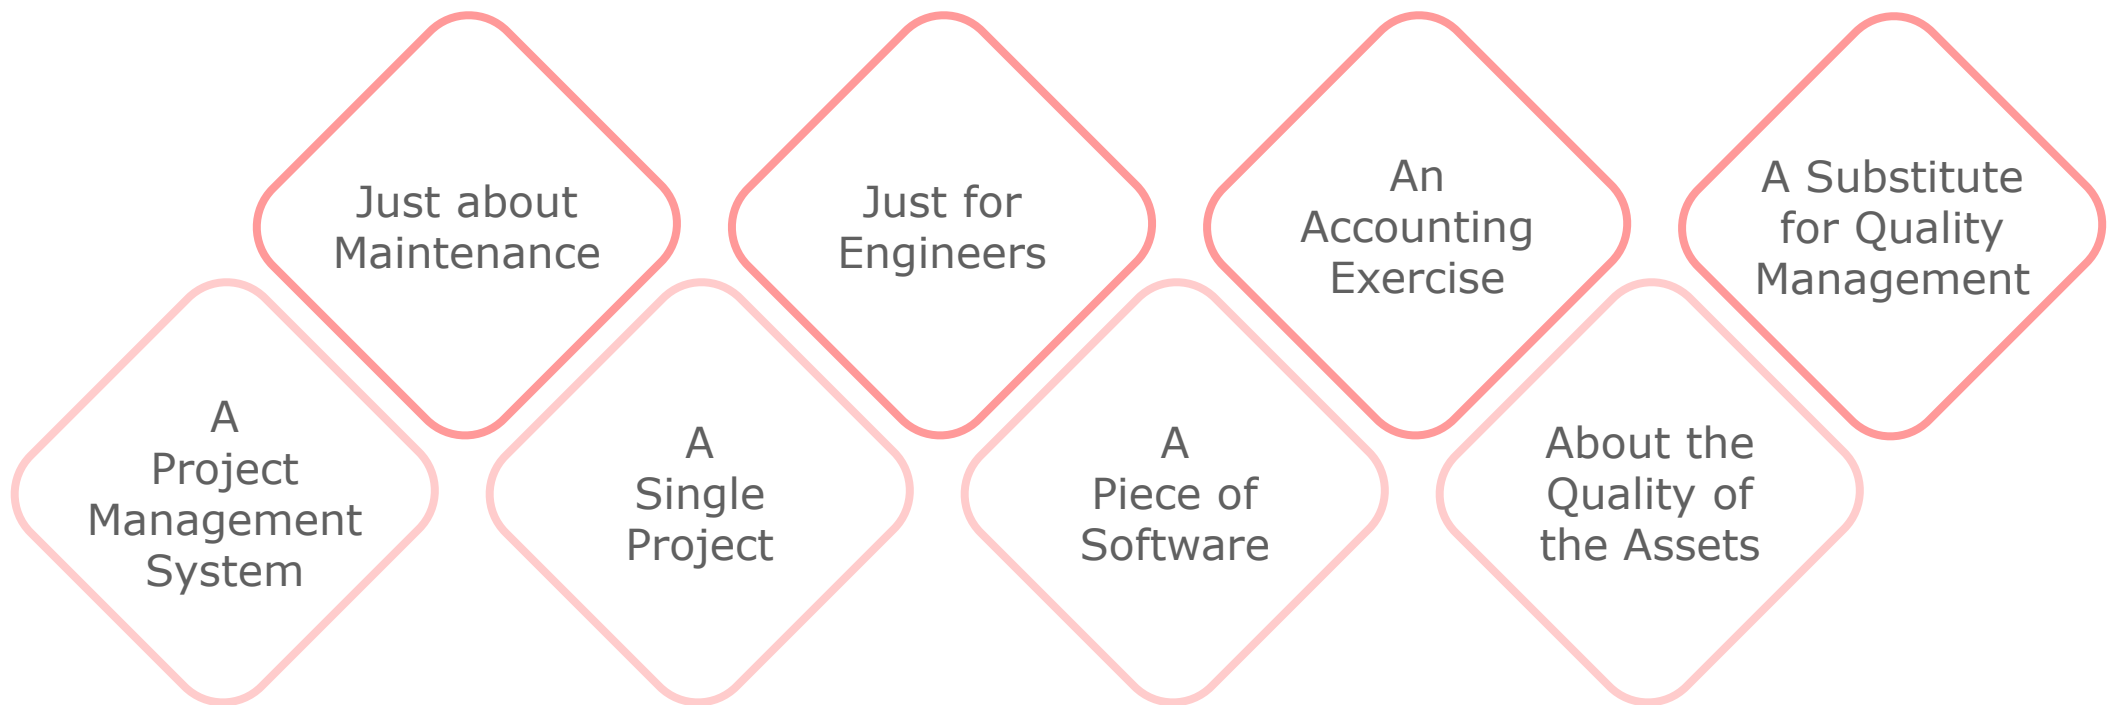 Just about
Maintenance
Just for
Engineers
An
Accounting
Exercise
A Substitute
for Quality
Management
A
Project
Management
System
A
Single
Project
A
Piece of
Software
About the
Quality of
the Assets